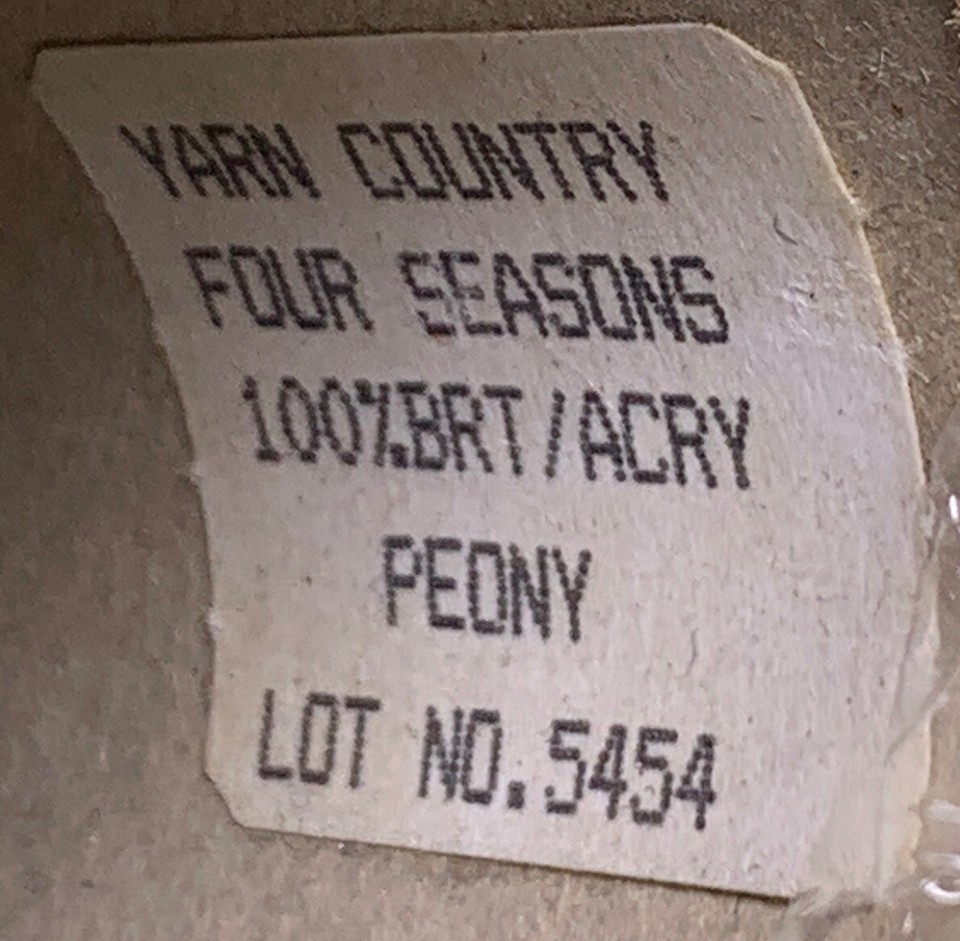 YARN COUNTRY
FOUR SEASONS
100%BRT/ACRY
PEONY
LOT NO.5454